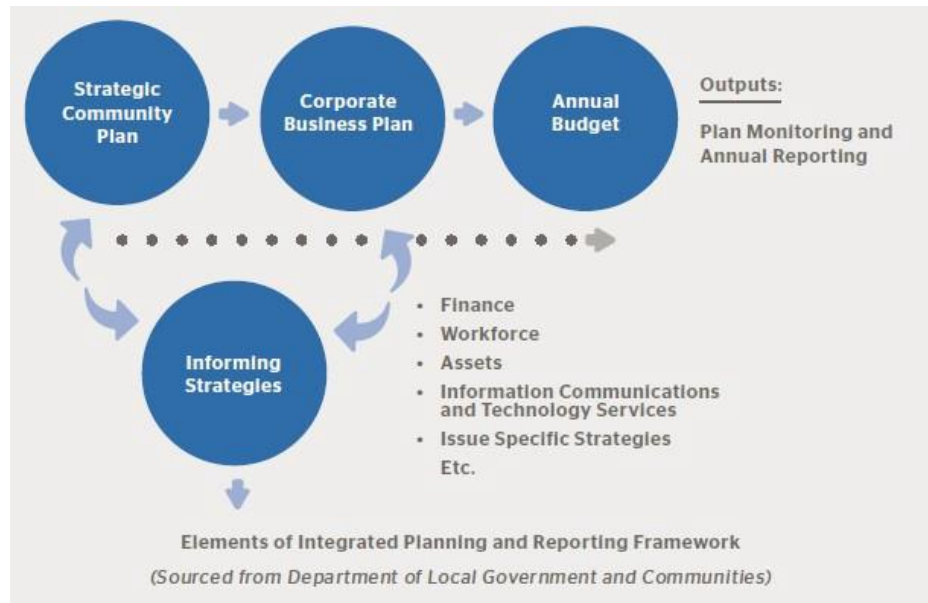 Strategic
Community
Plan
Corporate
Business Plan
Annual
Budget
Outputs:
Plan Monitoring and
Annual Reporting
Informing
Strategies
• Finance
• Workforce
• Assets
• Information Communications
and Technology Services
• Issue Specific Strategies
Etc.
Elements of Integrated Planning and Reporting Framework
(Sourced from Department of Local Government and Communities)